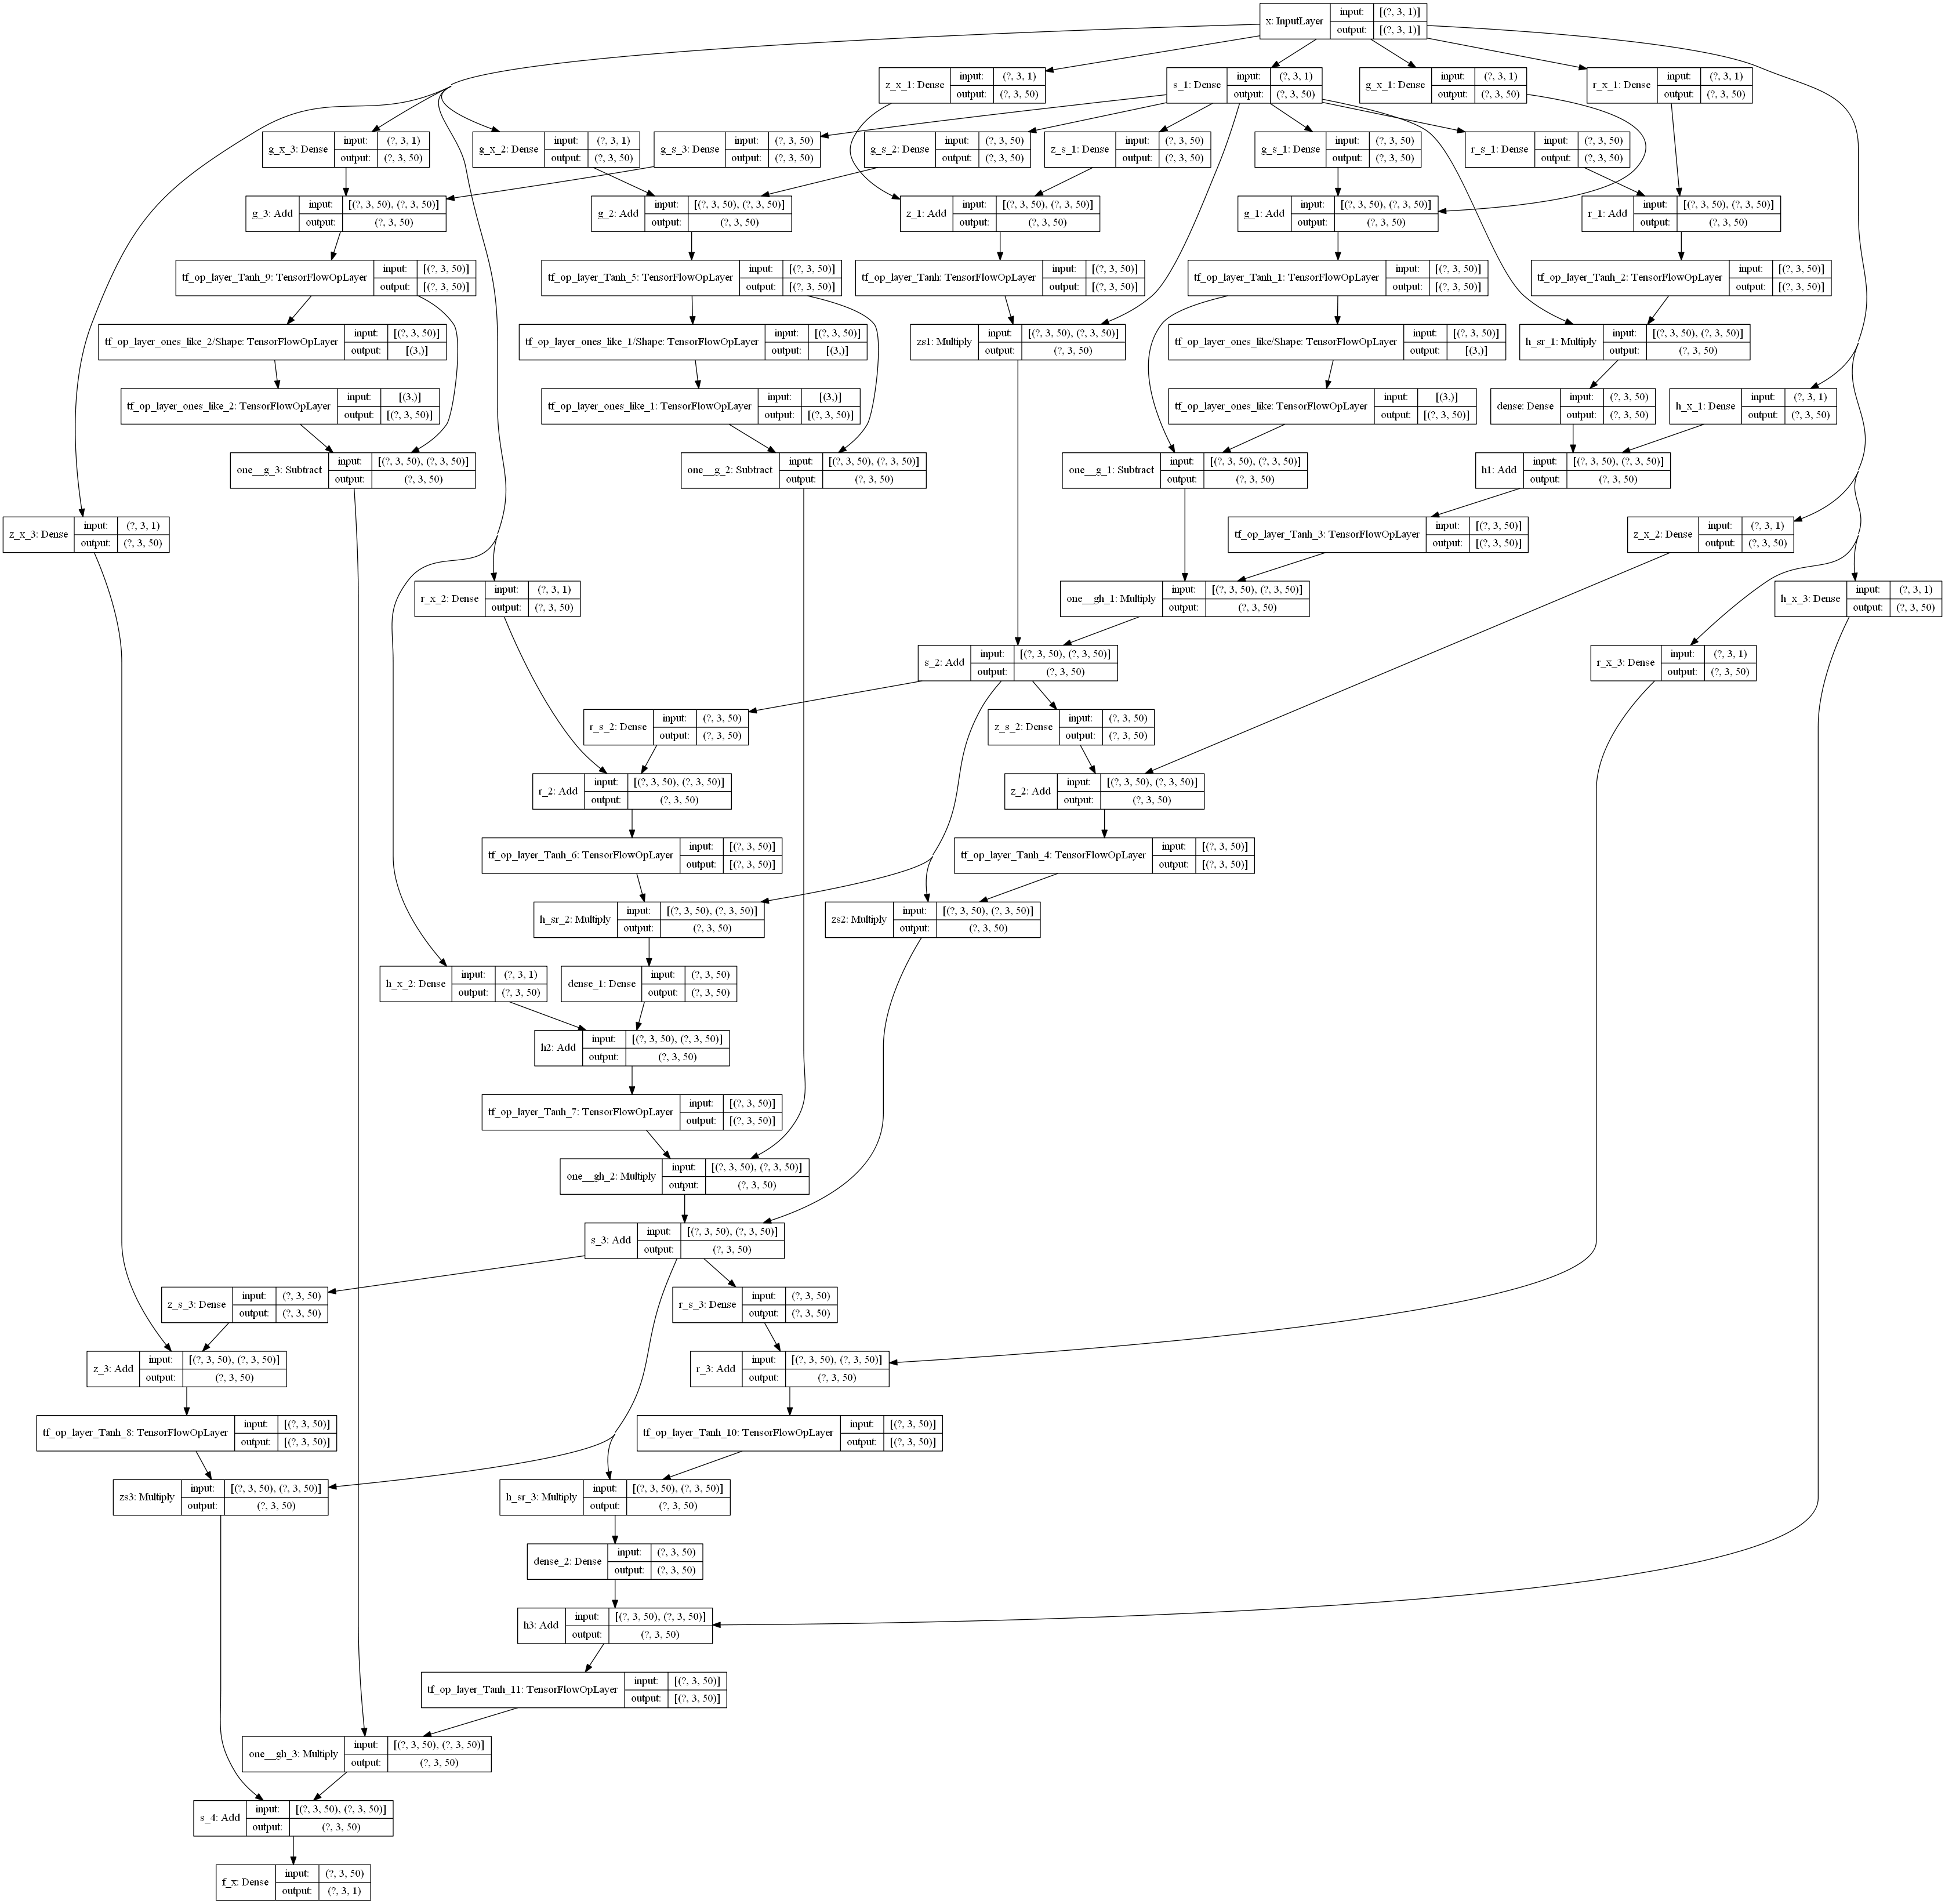 x: InputLayer input: [(?, 3, 1)]
output: [(?, 3, 1)]
z_x_1: Dense input: (?, 3, 1)
output: (?, 3, 50)
s_1: Dense input: (?, 3, 1)
output: (?, 3, 50)
g_x_1: Dense input: (?, 3, 1)
output: (?, 3, 50)
r_x_1: Dense input: (?, 3, 1)
output: (?, 3, 50)
g_x_3: Dense input: (?, 3, 1)
output: (?, 3, 50)
g_x_2: Dense input: (?, 3, 1)
output: (?, 3, 50)
g_s_3: Dense input: (?, 3, 50)
output: (?, 3, 50)
g_s_2: Dense input: (?, 3, 50)
output: (?, 3, 50)
z_s_1: Dense input: (?, 3, 50)
output: (?, 3, 50)
g_s_1: Dense input: (?, 3, 50)
output: (?, 3, 50)
r_s_1: Dense input: (?, 3, 50)
output: (?, 3, 50)
g_3: Add input: [(?, 3, 50), (?, 3, 50)]
output: (?, 3, 50)
g_2: Add input: [(?, 3, 50), (?, 3, 50)]
output: (?, 3, 50)
z_1: Add input: [(?, 3, 50), (?, 3, 50)]
output: (?, 3, 50)
g_1: Add input: [(?, 3, 50), (?, 3, 50)]
output: (?, 3, 50)
r_1: Add input: [(?, 3, 50), (?, 3, 50)]
output: (?, 3, 50)
tf_op_layer_Tanh_9: TensorFlowOpLayer input: [(?, 3, 50)]
output: [(?, 3, 50)]
tf_op_layer_Tanh_5: TensorFlowOpLayer input: [(?, 3, 50)]
output: [(?, 3, 50)]
tf_op_layer_Tanh: TensorFlowOpLayer input: [(?, 3, 50)]
output: [(?, 3, 50)]
tf_op_layer_Tanh_1: TensorFlowOpLayer input: [(?, 3, 50)]
output: [(?, 3, 50)]
tf_op_layer_Tanh_2: TensorFlowOpLayer input: [(?, 3, 50)]
output: [(?, 3, 50)]
tf_op_layer_ones_like_2/Shape: TensorFlowOpLayer input: [(?, 3, 50)]
output: [(3,)]
tf_op_layer_ones_like_1/Shape: TensorFlowOpLayer input: [(?, 3, 50)]
output: [(3,)]
zs1: Multiply input: [(?, 3, 50), (?, 3, 50)]
output: (?, 3, 50)
tf_op_layer_ones_like/Shape: TensorFlowOpLayer input: [(?, 3, 50)]
output: [(3,)]
h_sr_1: Multiply input: [(?, 3, 50), (?, 3, 50)]
output: (?, 3, 50)
tf_op_layer_ones_like_2: TensorFlowOpLayer input: [(3,)]
output: [(?, 3, 50)]
tf_op_layer_ones_like_1: TensorFlowOpLayer input: [(3,)]
output: [(?, 3, 50)]
tf_op_layer_ones_like: TensorFlowOpLayer input: [(3,)]
output: [(?, 3, 50)]
dense: Dense input: (?, 3, 50)
output: (?, 3, 50)
h_x_1: Dense input: (?, 3, 1)
output: (?, 3, 50)
one__g_3: Subtract input: [(?, 3, 50), (?, 3, 50)]
output: (?, 3, 50)
one__g_2: Subtract input: [(?, 3, 50), (?, 3, 50)]
output: (?, 3, 50)
one__g_1: Subtract input: [(?, 3, 50), (?, 3, 50)]
output: (?, 3, 50)
h1: Add input: [(?, 3, 50), (?, 3, 50)]
output: (?, 3, 50)
z_x_3: Dense input: (?, 3, 1)
output: (?, 3, 50)
tf_op_layer_Tanh_3: TensorFlowOpLayer input: [(?, 3, 50)]
output: [(?, 3, 50)]
z_x_2: Dense input: (?, 3, 1)
output: (?, 3, 50)
r_x_2: Dense input: (?, 3, 1)
output: (?, 3, 50)
one__gh_1: Multiply input: [(?, 3, 50), (?, 3, 50)]
output: (?, 3, 50)
h_x_3: Dense input: (?, 3, 1)
output: (?, 3, 50)
s_2: Add input: [(?, 3, 50), (?, 3, 50)]
output: (?, 3, 50)
r_x_3: Dense input: (?, 3, 1)
output: (?, 3, 50)
r_s_2: Dense input: (?, 3, 50)
output: (?, 3, 50)
z_s_2: Dense input: (?, 3, 50)
output: (?, 3, 50)
r_2: Add input: [(?, 3, 50), (?, 3, 50)]
output: (?, 3, 50)
z_2: Add input: [(?, 3, 50), (?, 3, 50)]
output: (?, 3, 50)
tf_op_layer_Tanh_6: TensorFlowOpLayer input: [(?, 3, 50)]
output: [(?, 3, 50)]
tf_op_layer_Tanh_4: TensorFlowOpLayer input: [(?, 3, 50)]
output: [(?, 3, 50)]
h_sr_2: Multiply input: [(?, 3, 50), (?, 3, 50)]
output: (?, 3, 50)
zs2: Multiply input: [(?, 3, 50), (?, 3, 50)]
output: (?, 3, 50)
h_x_2: Dense input: (?, 3, 1)
output: (?, 3, 50)
dense_1: Dense input: (?, 3, 50)
output: (?, 3, 50)
h2: Add input: [(?, 3, 50), (?, 3, 50)]
output: (?, 3, 50)
tf_op_layer_Tanh_7: TensorFlowOpLayer input: [(?, 3, 50)]
output: [(?, 3, 50)]
one__gh_2: Multiply input: [(?, 3, 50), (?, 3, 50)]
output: (?, 3, 50)
s_3: Add input: [(?, 3, 50), (?, 3, 50)]
output: (?, 3, 50)
z_s_3: Dense input: (?, 3, 50)
output: (?, 3, 50)
r_s_3: Dense input: (?, 3, 50)
output: (?, 3, 50)
z_3: Add input: [(?, 3, 50), (?, 3, 50)]
output: (?, 3, 50)
r_3: Add input: [(?, 3, 50), (?, 3, 50)]
output: (?, 3, 50)
tf_op_layer_Tanh_8: TensorFlowOpLayer input: [(?, 3, 50)]
output: [(?, 3, 50)]
tf_op_layer_Tanh_10: TensorFlowOpLayer input: [(?, 3, 50)]
output: [(?, 3, 50)]
zs3: Multiply input: [(?, 3, 50), (?, 3, 50)]
output: (?, 3, 50)
h_sr_3: Multiply input: [(?, 3, 50), (?, 3, 50)]
output: (?, 3, 50)
dense_2: Dense input: (?, 3, 50)
output: (?, 3, 50)
h3: Add input: [(?, 3, 50), (?, 3, 50)]
output: (?, 3, 50)
tf_op_layer_Tanh_11: TensorFlowOpLayer input: [(?, 3, 50)]
output: [(?, 3, 50)]
one__gh_3: Multiply input: [(?, 3, 50), (?, 3, 50)]
output: (?, 3, 50)
s_4: Add input: [(?, 3, 50), (?, 3, 50)]
output: (?, 3, 50)
f_x: Dense input: (?, 3, 50)
output: (?, 3, 1)